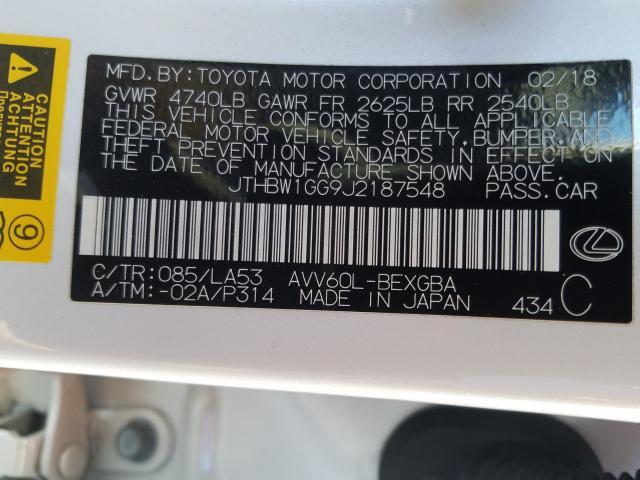 MFD.BY:TOYOTA MOTOR CORPORATION 02/18
GVWR 4740LB GAWR FR 2625LB RR 2540LB
THIS VEHICLE CONFORMS TO ALL APPLICABLE
FEDERAL MOTOR VEHICLE SAFETY,BUMPER,AND
THEFT PREVENTION STANDARDS IN EFFECT ON
THE DATE OF MANUFACTURE SHOWN ABOVE.
JTHBW1GG9J2187548 PASS.CAR
C/TR:085/LA53 AVV60L-BEXGBA
A/TM:-02A/P314 MADE IN JAPAN 434 C
CAUTION
ATTENTION
ACHTUNG
9